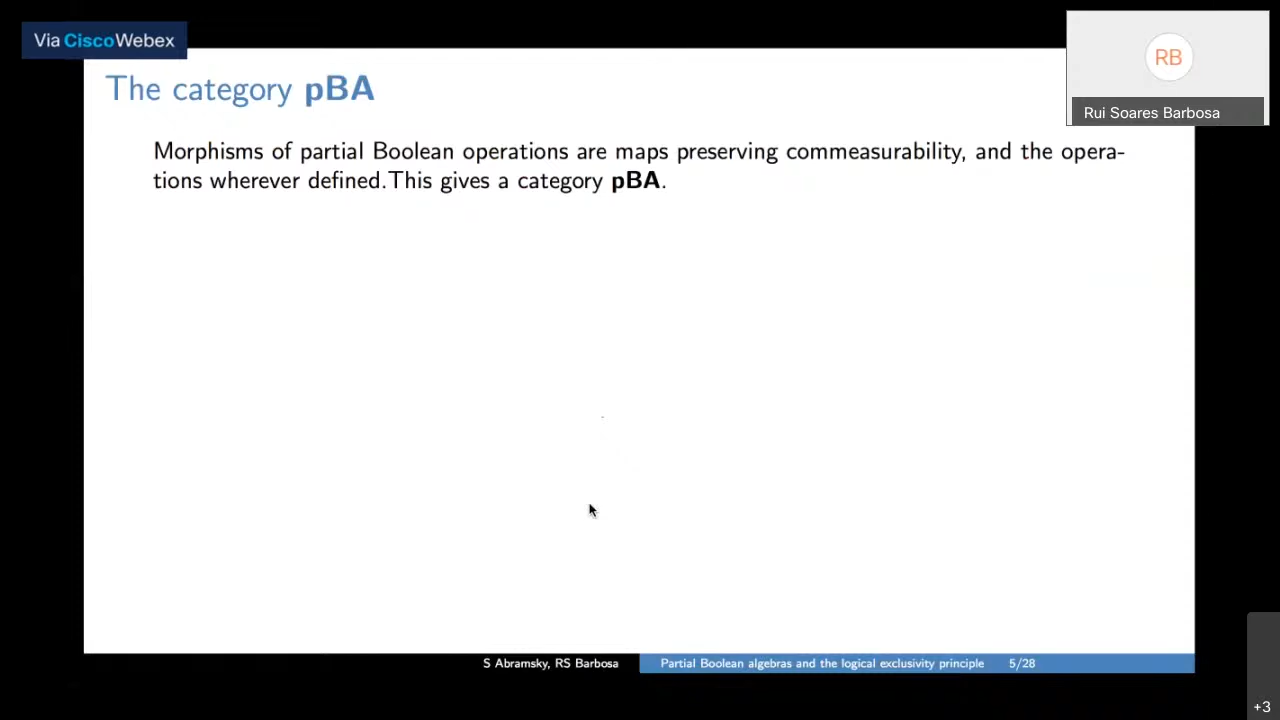 Via Cisco Webex
The category pBA
RB
Rui Soares Barbosa
Morphisms of partial Boolean operations are maps preserving commeasurability, and the opera-
tions wherever defined.This gives a category pBA.
S Abramsky, RS Barbosa
Partial Boolean algebras and the logical exclusivity principle
5/28
+3